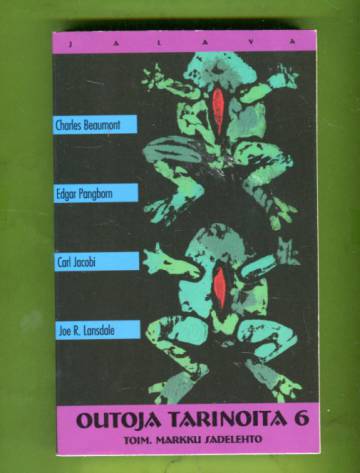 JALAVA
Charles Beaumont
Edgar Pangborn
Carl Jacobi
Joe R. Lansdale
OUTOJA TARINOITA 6
TOIM. MARKKU SADELEHTO